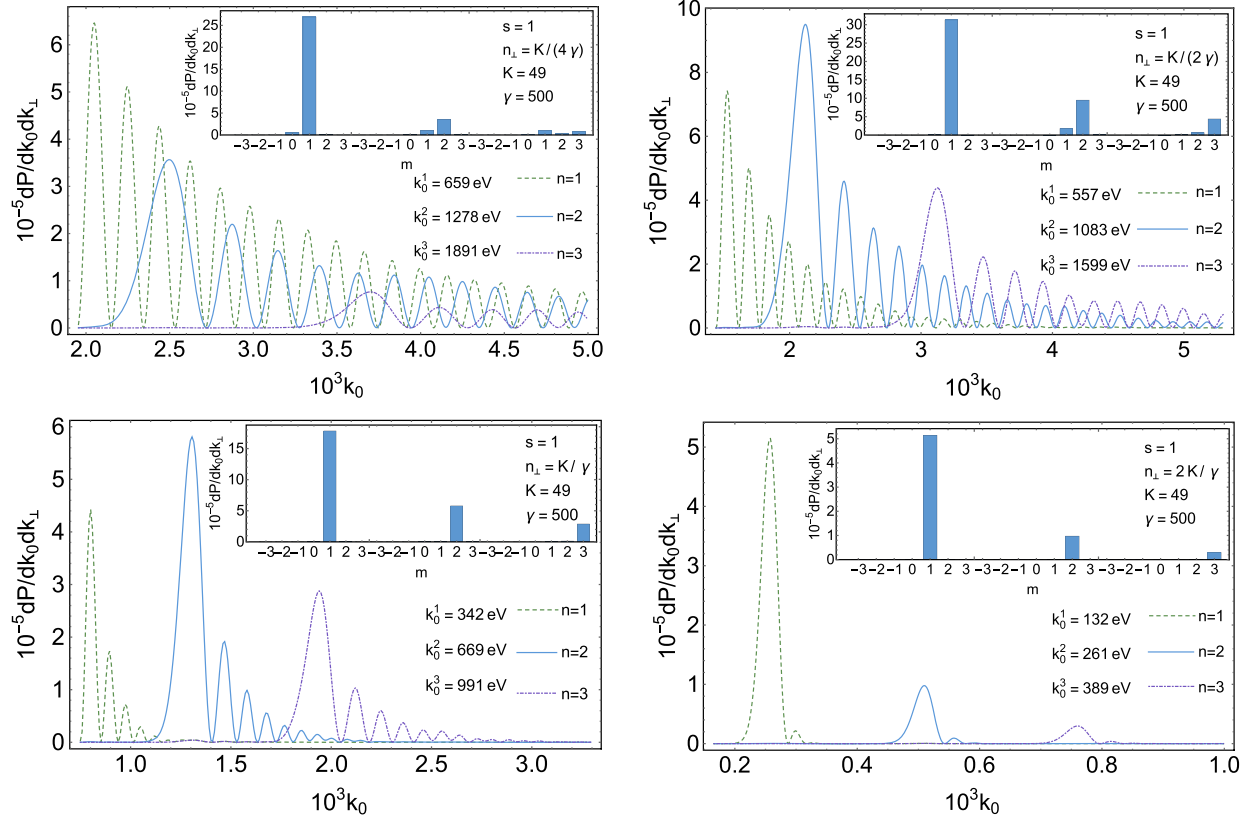 10⁻⁵dP/dk₀dk⊥
6
5
4
3
2
1
0
2.0 2.5 3.0 3.5 4.0 4.5 5.0
10³k₀
10⁻⁵dP/dk₀dk⊥
25
20
15
10
5
0
−3−2−1 0 1 2 3 −3−2−1 0 1 2 3 −3−2−1 0 1 2 3
m
s = 1
n⊥ = K / (4 γ)
K = 49
γ = 500
k₀¹ = 659 eV n=1
k₀² = 1278 eV n=2
k₀³ = 1891 eV n=3
10⁻⁵dP/dk₀dk⊥
10
8
6
4
2
0
2 3 4 5
10³k₀
10⁻⁵dP/dk₀dk⊥
30
25
20
15
10
5
0
−3−2−1 0 1 2 3 −3−2−1 0 1 2 3 −3−2−1 0 1 2 3
m
s = 1
n⊥ = K / (2 γ)
K = 49
γ = 500
k₀¹ = 557 eV n=1
k₀² = 1083 eV n=2
k₀³ = 1599 eV n=3
10⁻⁵dP/dk₀dk⊥
6
5
4
3
2
1
0
1.0 1.5 2.0 2.5 3.0
10³k₀
10⁻⁵dP/dk₀dk⊥
15
10
5
0
−3−2−1 0 1 2 3 −3−2−1 0 1 2 3 −3−2−1 0 1 2 3
m
s = 1
n⊥ = K / γ
K = 49
γ = 500
k₀¹ = 342 eV n=1
k₀² = 669 eV n=2
k₀³ = 991 eV n=3
10⁻⁵dP/dk₀dk⊥
5
4
3
2
1
0
0.2 0.4 0.6 0.8 1.0
10³k₀
10⁻⁵dP/dk₀dk⊥
5
4
3
2
1
0
−3−2−1 0 1 2 3 −3−2−1 0 1 2 3 −3−2−1 0 1 2 3
m
s = 1
n⊥ = 2 K / γ
K = 49
γ = 500
k₀¹ = 132 eV n=1
k₀² = 261 eV n=2
k₀³ = 389 eV n=3